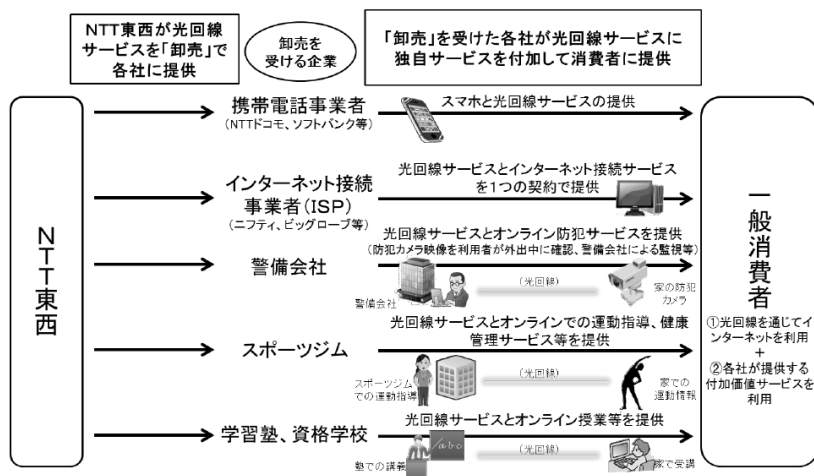 NTT東西が光回線
サービスを「卸売」で
各社に提供
卸売を
受ける企業
「卸売」を受けた各社が光回線サービスに
独自サービスを付加して消費者に提供
NTT東西
携帯電話事業者
(NTTドコモ、ソフトバンク等)
スマホと光回線サービスの提供
インターネット接続
事業者(ISP)
(ニフティ、ビッグローブ等)
光回線サービスとインターネット接続サービス
を1つの契約で提供
警備会社
光回線サービスとオンライン防犯サービスを提供
(防犯カメラ映像を利用者が外出中に確認、警備会社による監視等)
警備会社
(光回線)
家の防犯
カメラ
スポーツジム
光回線サービスとオンラインでの運動指導、健康
管理サービス等を提供
スポーツジム
での運動指導
(光回線)
家での
運動情報
学習塾、資格学校
光回線サービスとオンライン授業等を提供
abc
塾での講義
(光回線)
家で受講
一般消費者
①光回線を通じてイ
ンターネットを利用
+
②各社が提供する
付加価値サービスを
利用